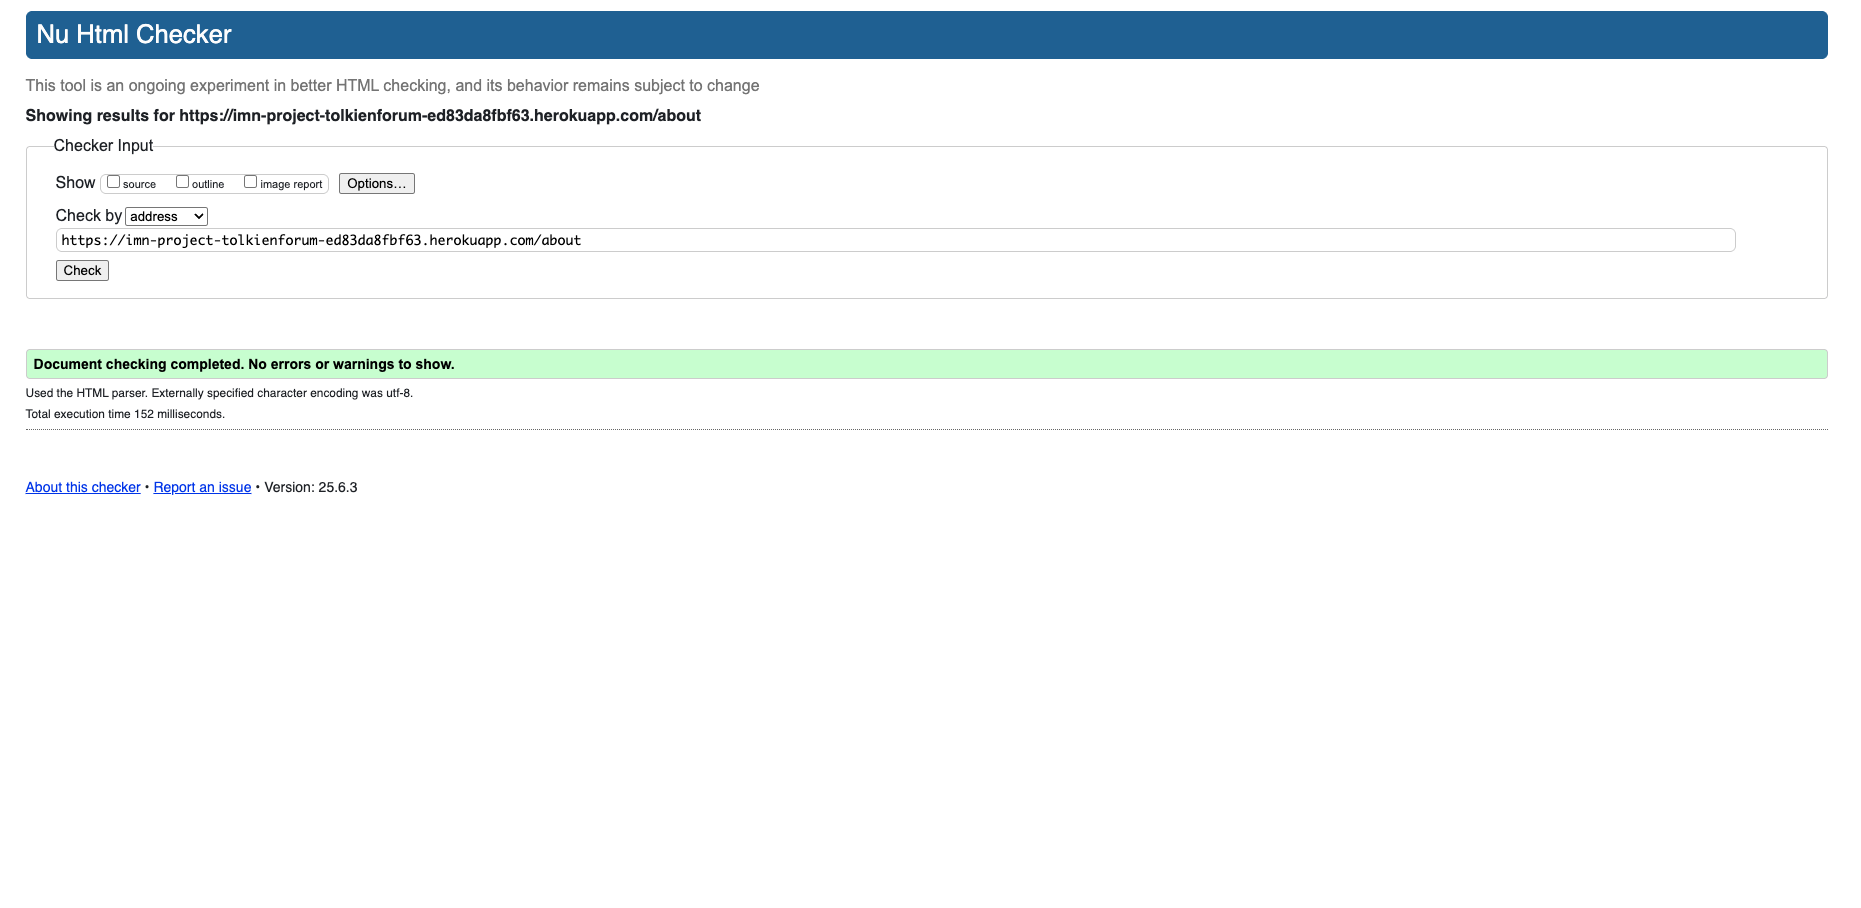 Nu Html Checker
This tool is an ongoing experiment in better HTML checking, and its behavior remains subject to change
Showing results for https://imn-project-tolkienforum-ed83da8fbf63.herokuapp.com/about
Checker Input
Show source outline image report Options…
Check by address
https://imn-project-tolkienforum-ed83da8fbf63.herokuapp.com/about
Check
Document checking completed. No errors or warnings to show.
Used the HTML parser. Externally specified character encoding was utf-8.
Total execution time 152 milliseconds.
About this checker • Report an issue • Version: 25.6.3